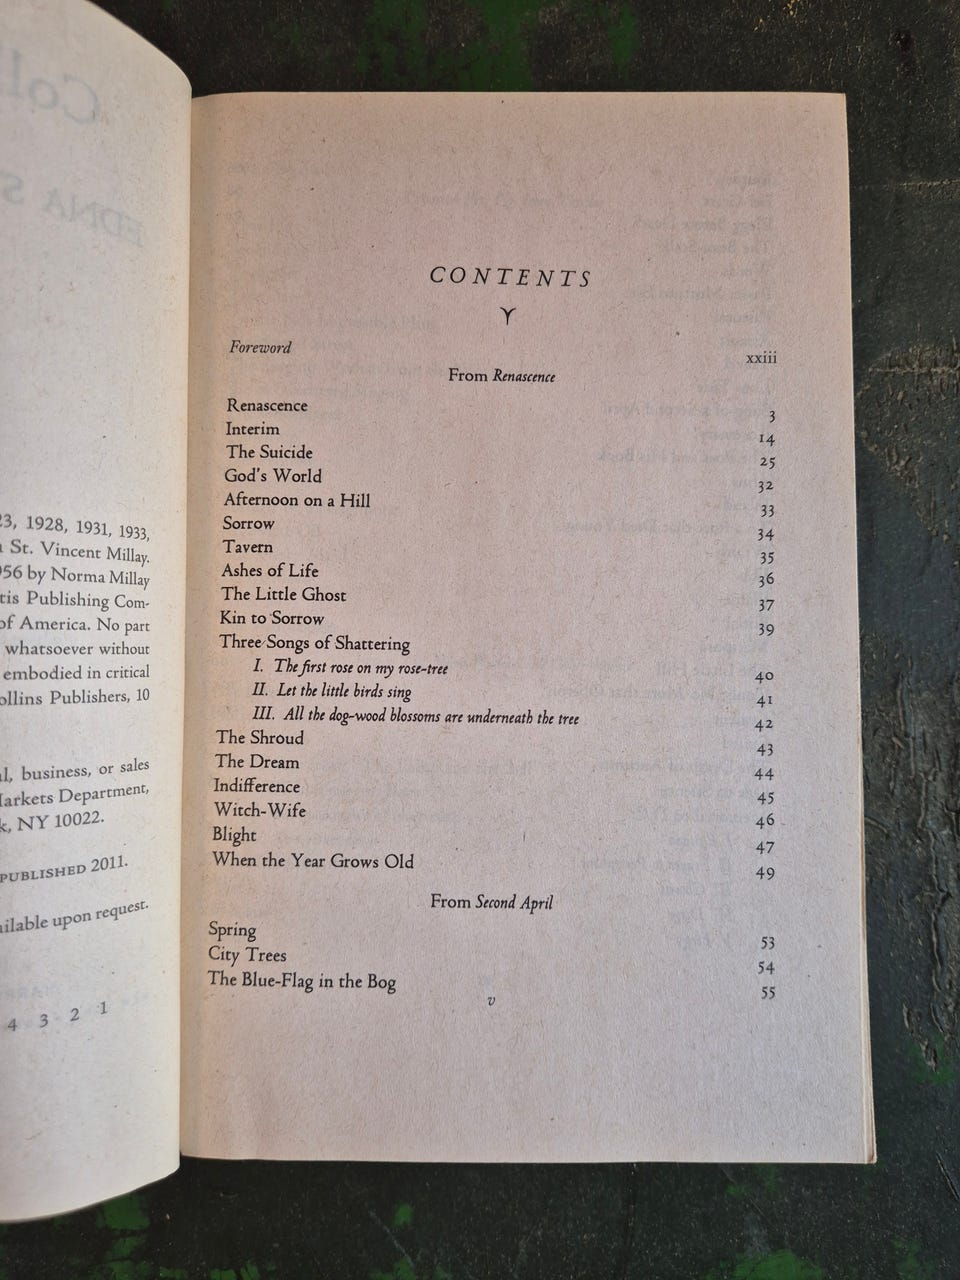 23, 1928, 1931, 1933,
St. Vincent Millay.
956 by Norma Millay
tis Publishing Com-
of America. No part
whatsoever without
embodied in critical
ollins Publishers, 10
business, or sales
Markets Department,
NY 10022.
PUBLISHED 2011.
ailable upon request.
4 3 2 1
CONTENTS
Foreword xxiii
From Renascence
Renascence 3
Interim 14
The Suicide 25
God's World 32
Afternoon on a Hill 33
Sorrow 34
Tavern 35
Ashes of Life 36
The Little Ghost 37
Kin to Sorrow 39
Three Songs of Shattering
I. The first rose on my rose-tree 40
II. Let the little birds sing 41
III. All the dog-wood blossoms are underneath the tree 42
The Shroud 43
The Dream 44
Indifference 45
Witch-Wife 46
Blight 47
When the Year Grows Old 49
From Second April
Spring 53
City Trees 54
The Blue-Flag in the Bog 55
v